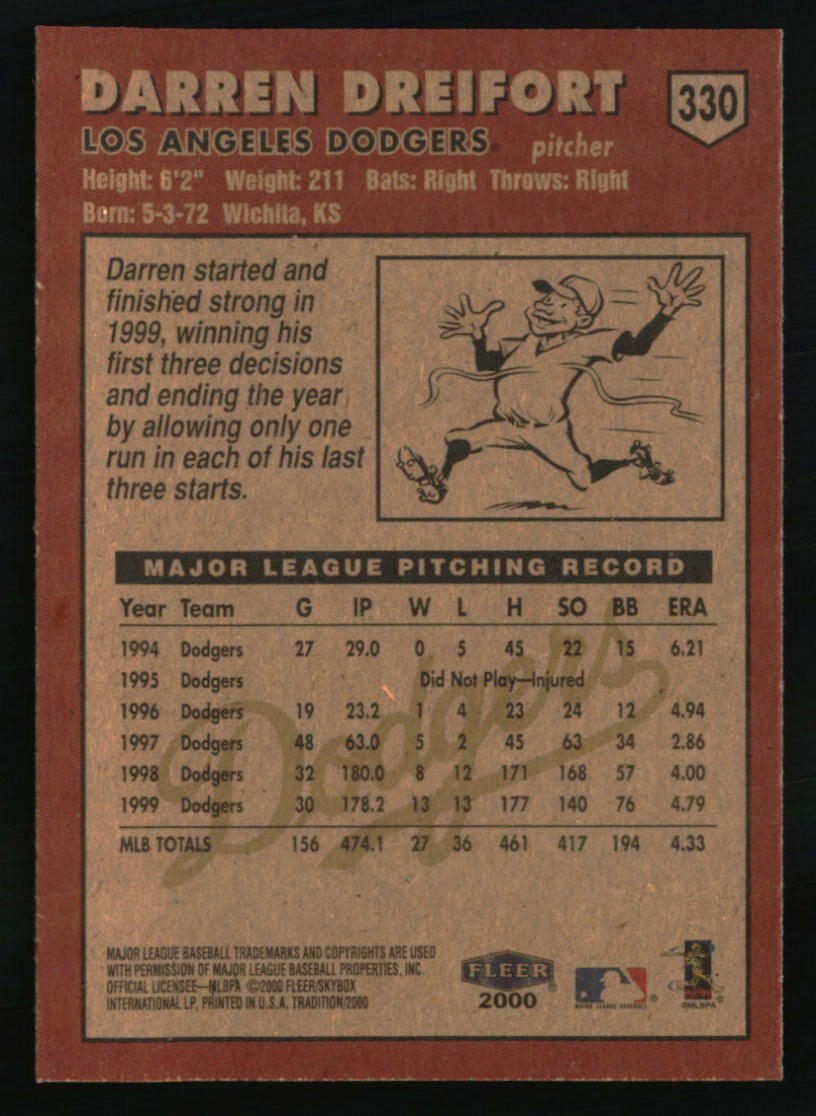 DARREN DREIFORT
330
LOS ANGELES DODGERS® pitcher
Height: 6'2" Weight: 211 Bats: Right Throws: Right
Born: 5-3-72 Wichita, KS
Darren started and
finished strong in
1999, winning his
first three decisions
and ending the year
by allowing only one
run in each of his last
three starts.
MAJOR LEAGUE PITCHING RECORD
Year Team G IP W L H SO BB ERA
1994 Dodgers 27 29.0 0 5 45 22 15 6.21
1995 Dodgers Did Not Play—Injured
1996 Dodgers 19 23.2 1 4 23 24 12 4.94
1997 Dodgers 48 63.0 5 2 45 63 34 2.86
1998 Dodgers 32 180.0 8 12 171 168 57 4.00
1999 Dodgers 30 178.2 13 13 177 140 76 4.79
MLB TOTALS 156 474.1 27 36 461 417 194 4.33
Dodgers
MAJOR LEAGUE BASEBALL TRADEMARKS AND COPYRIGHTS ARE USED
WITH PERMISSION OF MAJOR LEAGUE BASEBALL PROPERTIES, INC.
OFFICIAL LICENSEE—MLBPA ©2000 FLEER/SKYBOX
INTERNATIONAL LP, PRINTED IN U.S.A. TRADITION/2000
FLEER®
2000
MAJOR LEAGUE BASEBALL®
©MLBPA®